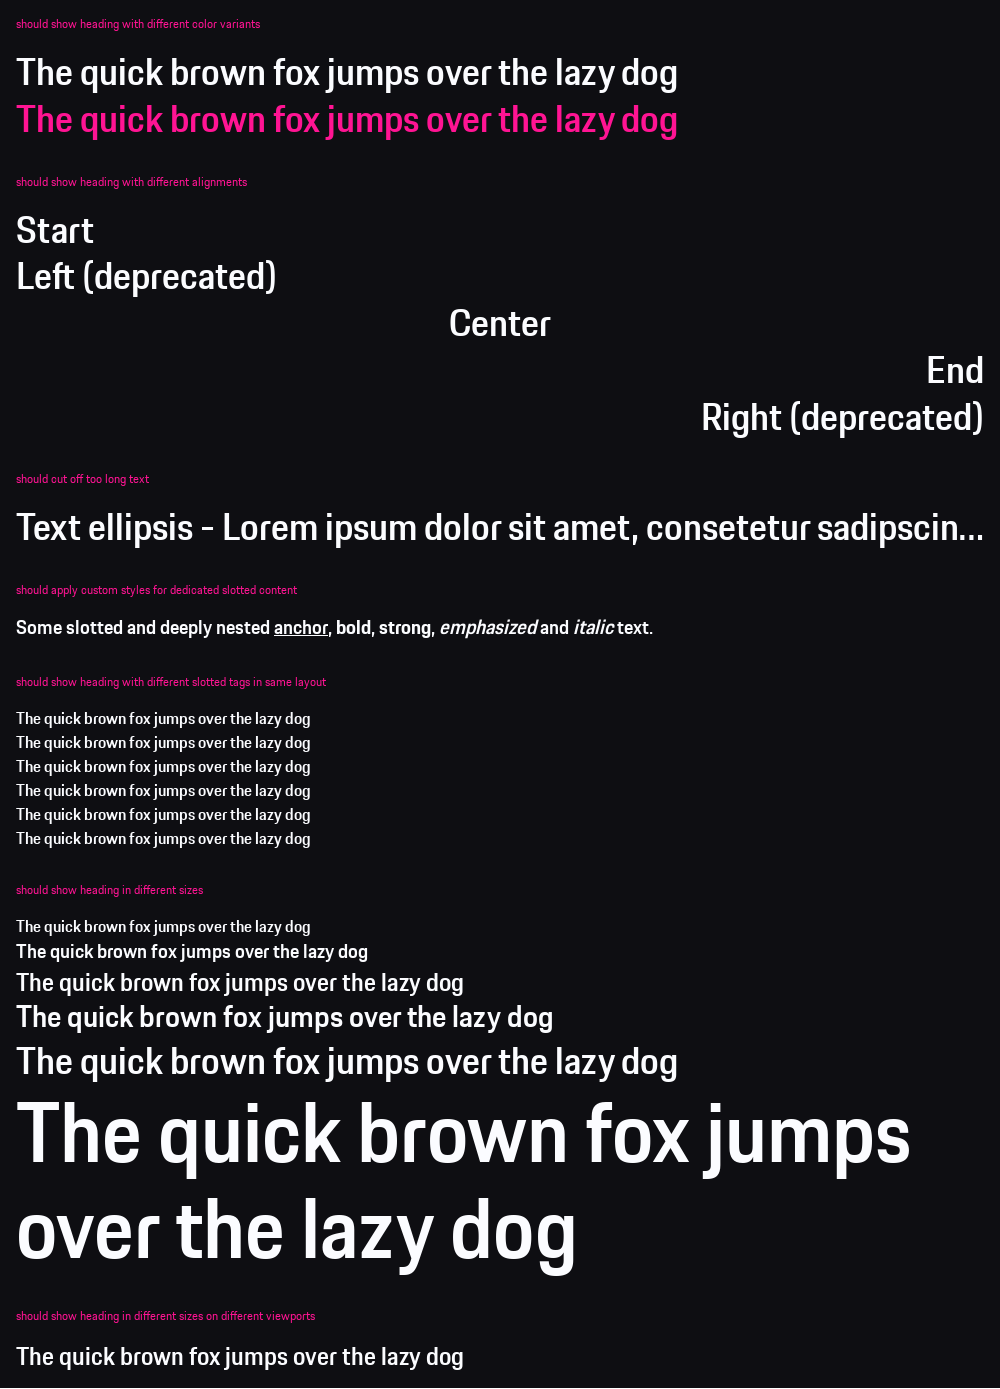 should show heading with different color variants
The quick brown fox jumps over the lazy dog
The quick brown fox jumps over the lazy dog
should show heading with different alignments
Start
Left (deprecated)
Center
End
Right (deprecated)
should cut off too long text
Text ellipsis - Lorem ipsum dolor sit amet, consetetur sadipscin…
should apply custom styles for dedicated slotted content
Some slotted and deeply nested anchor, bold, strong, emphasized and italic text.
should show heading with different slotted tags in same layout
The quick brown fox jumps over the lazy dog
The quick brown fox jumps over the lazy dog
The quick brown fox jumps over the lazy dog
The quick brown fox jumps over the lazy dog
The quick brown fox jumps over the lazy dog
The quick brown fox jumps over the lazy dog
should show heading in different sizes
The quick brown fox jumps over the lazy dog
The quick brown fox jumps over the lazy dog
The quick brown fox jumps over the lazy dog
The quick brown fox jumps over the lazy dog
The quick brown fox jumps over the lazy dog
The quick brown fox jumps
over the lazy dog
should show heading in different sizes on different viewports
The quick brown fox jumps over the lazy dog